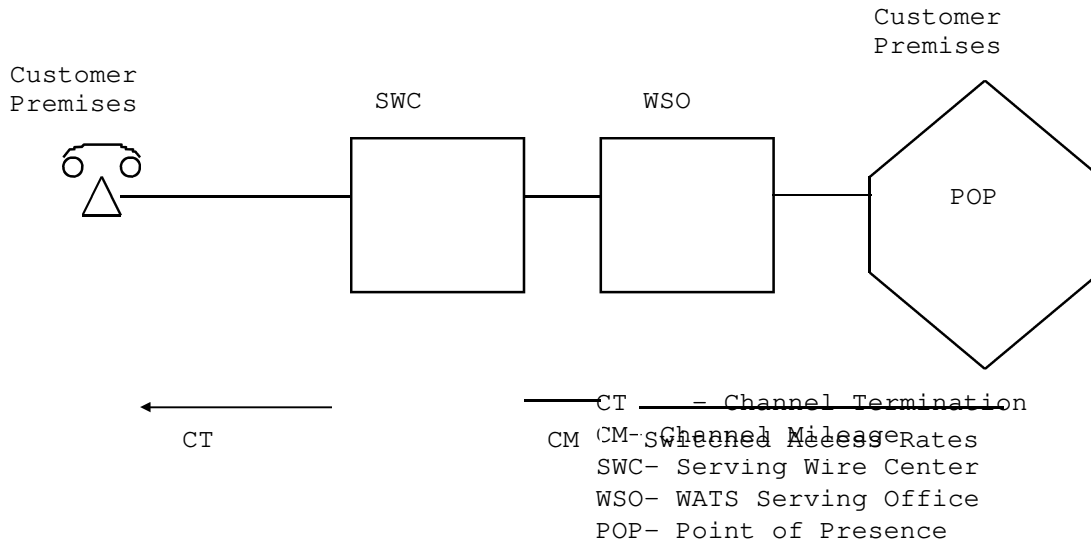 Customer
Premises
Customer
Premises
SWC
WSO
POP
CT - Channel Termination
CT
CM
Switched Access Rates
CM- Channel Mileage
SWC- Serving Wire Center
WSO- WATS Serving Office
POP- Point of Presence